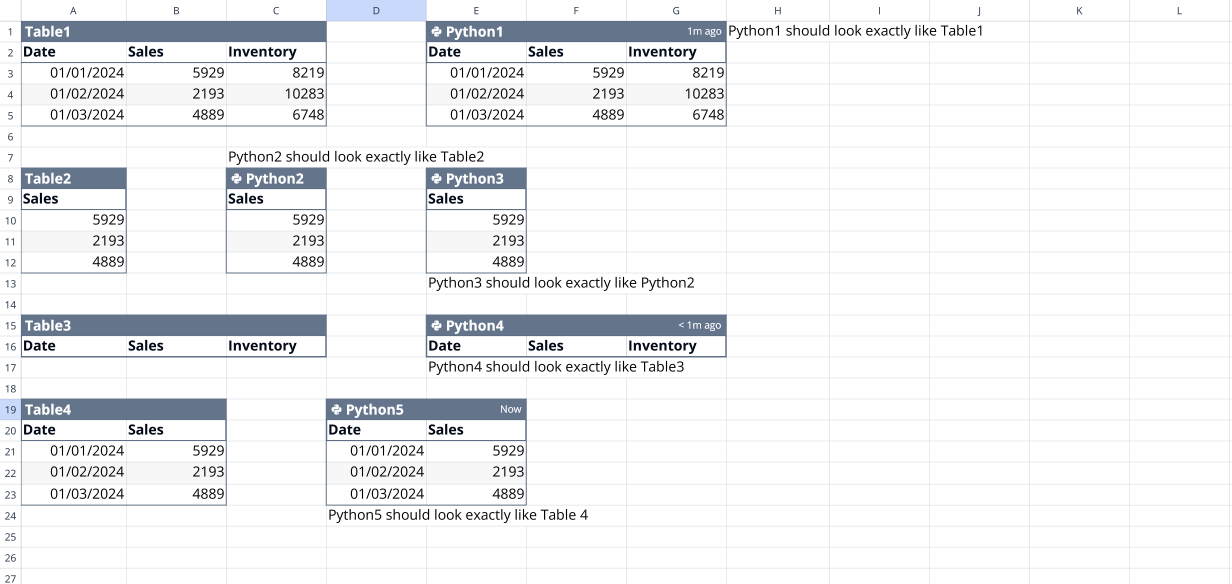 A B C D E F G H I J K L
1 Table1 Python1 1m ago Python1 should look exactly like Table1
2 Date Sales Inventory Date Sales Inventory
3 01/01/2024 5929 8219 01/01/2024 5929 8219
4 01/02/2024 2193 10283 01/02/2024 2193 10283
5 01/03/2024 4889 6748 01/03/2024 4889 6748
6
7 Python2 should look exactly like Table2
8 Table2 Python2 Python3
9 Sales Sales Sales
10 5929 5929 5929
11 2193 2193 2193
12 4889 4889 4889
13 Python3 should look exactly like Python2
14
15 Table3 Python4 < 1m ago
16 Date Sales Inventory Date Sales Inventory
17 Python4 should look exactly like Table3
18
19 Table4 Python5 Now
20 Date Sales Date Sales
21 01/01/2024 5929 01/01/2024 5929
22 01/02/2024 2193 01/02/2024 2193
23 01/03/2024 4889 01/03/2024 4889
24 Python5 should look exactly like Table 4
25
26
27